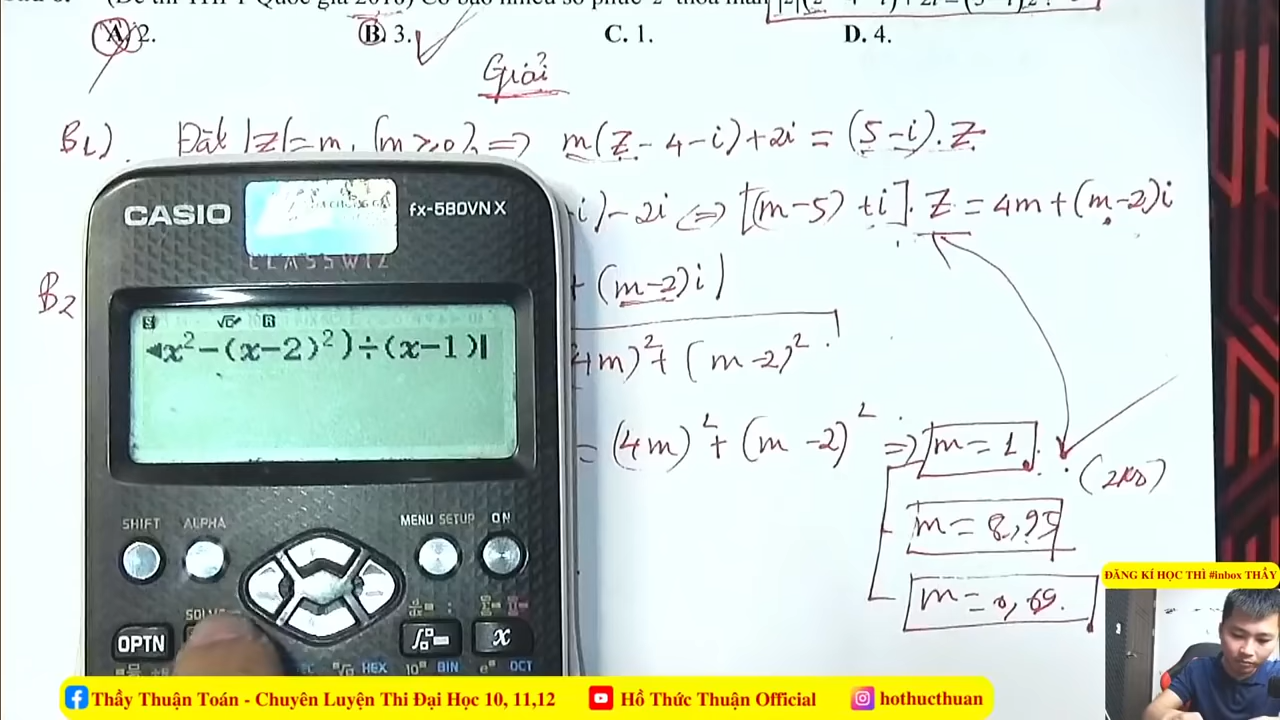 A. 2.
B. 3.
C. 1.
D. 4.
Giải
B1) Đặt |z|=m, (m≥0) => m(z-4-i)+2i = (5-i).z
i)-2i <=> [(m-5)+i].z = 4m+(m-2)i
B2
+ (m-2)i|
4m)²+(m-2)²
= (4m)²+(m-2)² => m=1.
m=8,95
m=0,69.
CASIO
fx-580VN X
CLASSWIZ
x²-(x-2)²)÷(x-1)
SHIFT
ALPHA
MENU SETUP
ON
OPTN
x
HEX
BIN
OCT
ĐĂNG KÍ HỌC THÌ #inbox THẦY
Thầy Thuận Toán - Chuyên Luyện Thi Đại Học 10, 11,12
Hồ Thức Thuận Official
hothucthuan